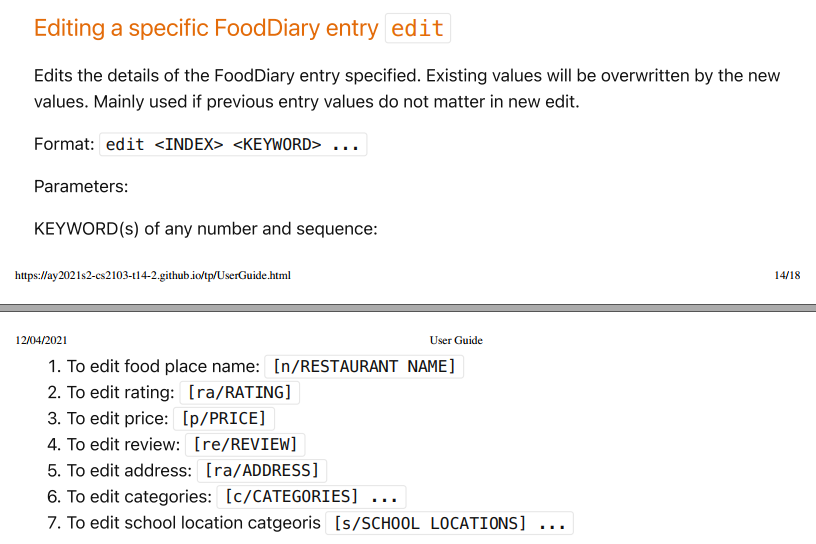 Editing a specific FoodDiary entry edit
Edits the details of the FoodDiary entry specified. Existing values will be overwritten by the new
values. Mainly used if previous entry values do not matter in new edit.
Format: edit <INDEX> <KEYWORD> ...
Parameters:
KEYWORD(s) of any number and sequence:
https://ay2021s2-cs2103-t14-2.github.io/tp/UserGuide.html 14/18
12/04/2021 User Guide
1. To edit food place name: [n/RESTAURANT NAME]
2. To edit rating: [ra/RATING]
3. To edit price: [p/PRICE]
4. To edit review: [re/REVIEW]
5. To edit address: [ra/ADDRESS]
6. To edit categories: [c/CATEGORIES] ...
7. To edit school location catgeoris [s/SCHOOL LOCATIONS] ...